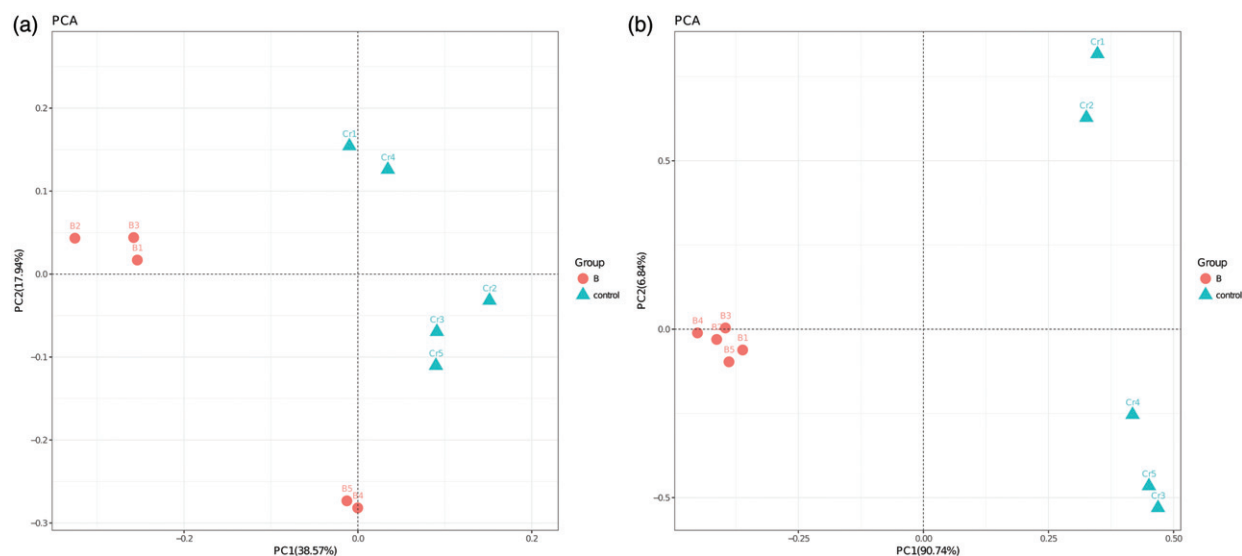 (a)
PCA
0.2
0.1
0.0
−0.1
−0.2
−0.3
−0.2
0.0
0.2
PC2(17.94%)
PC1(38.57%)
Cr1
Cr4
B2
B3
B1
Cr2
Cr3
Cr5
B5
B4
Group
B
control
(b)
PCA
0.5
0.0
−0.5
−0.25
0.00
0.25
0.50
PC2(6.84%)
PC1(90.74%)
Cr1
Cr2
B4
B3
B1
B5
Cr4
Cr5
Cr3
Group
B
control